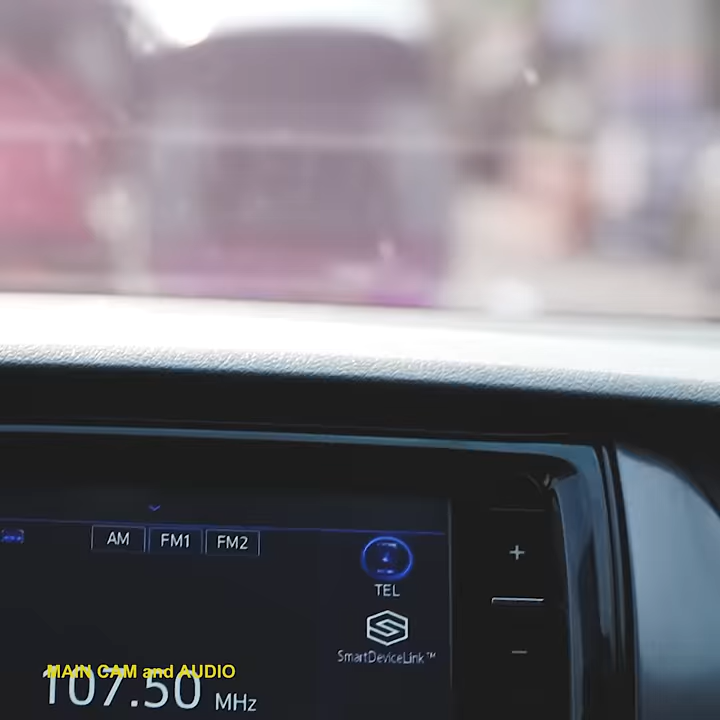 AM FM1 FM2
TEL
SmartDeviceLink™
+
−
MAIN CAM and AUDIO
107.50 MHz